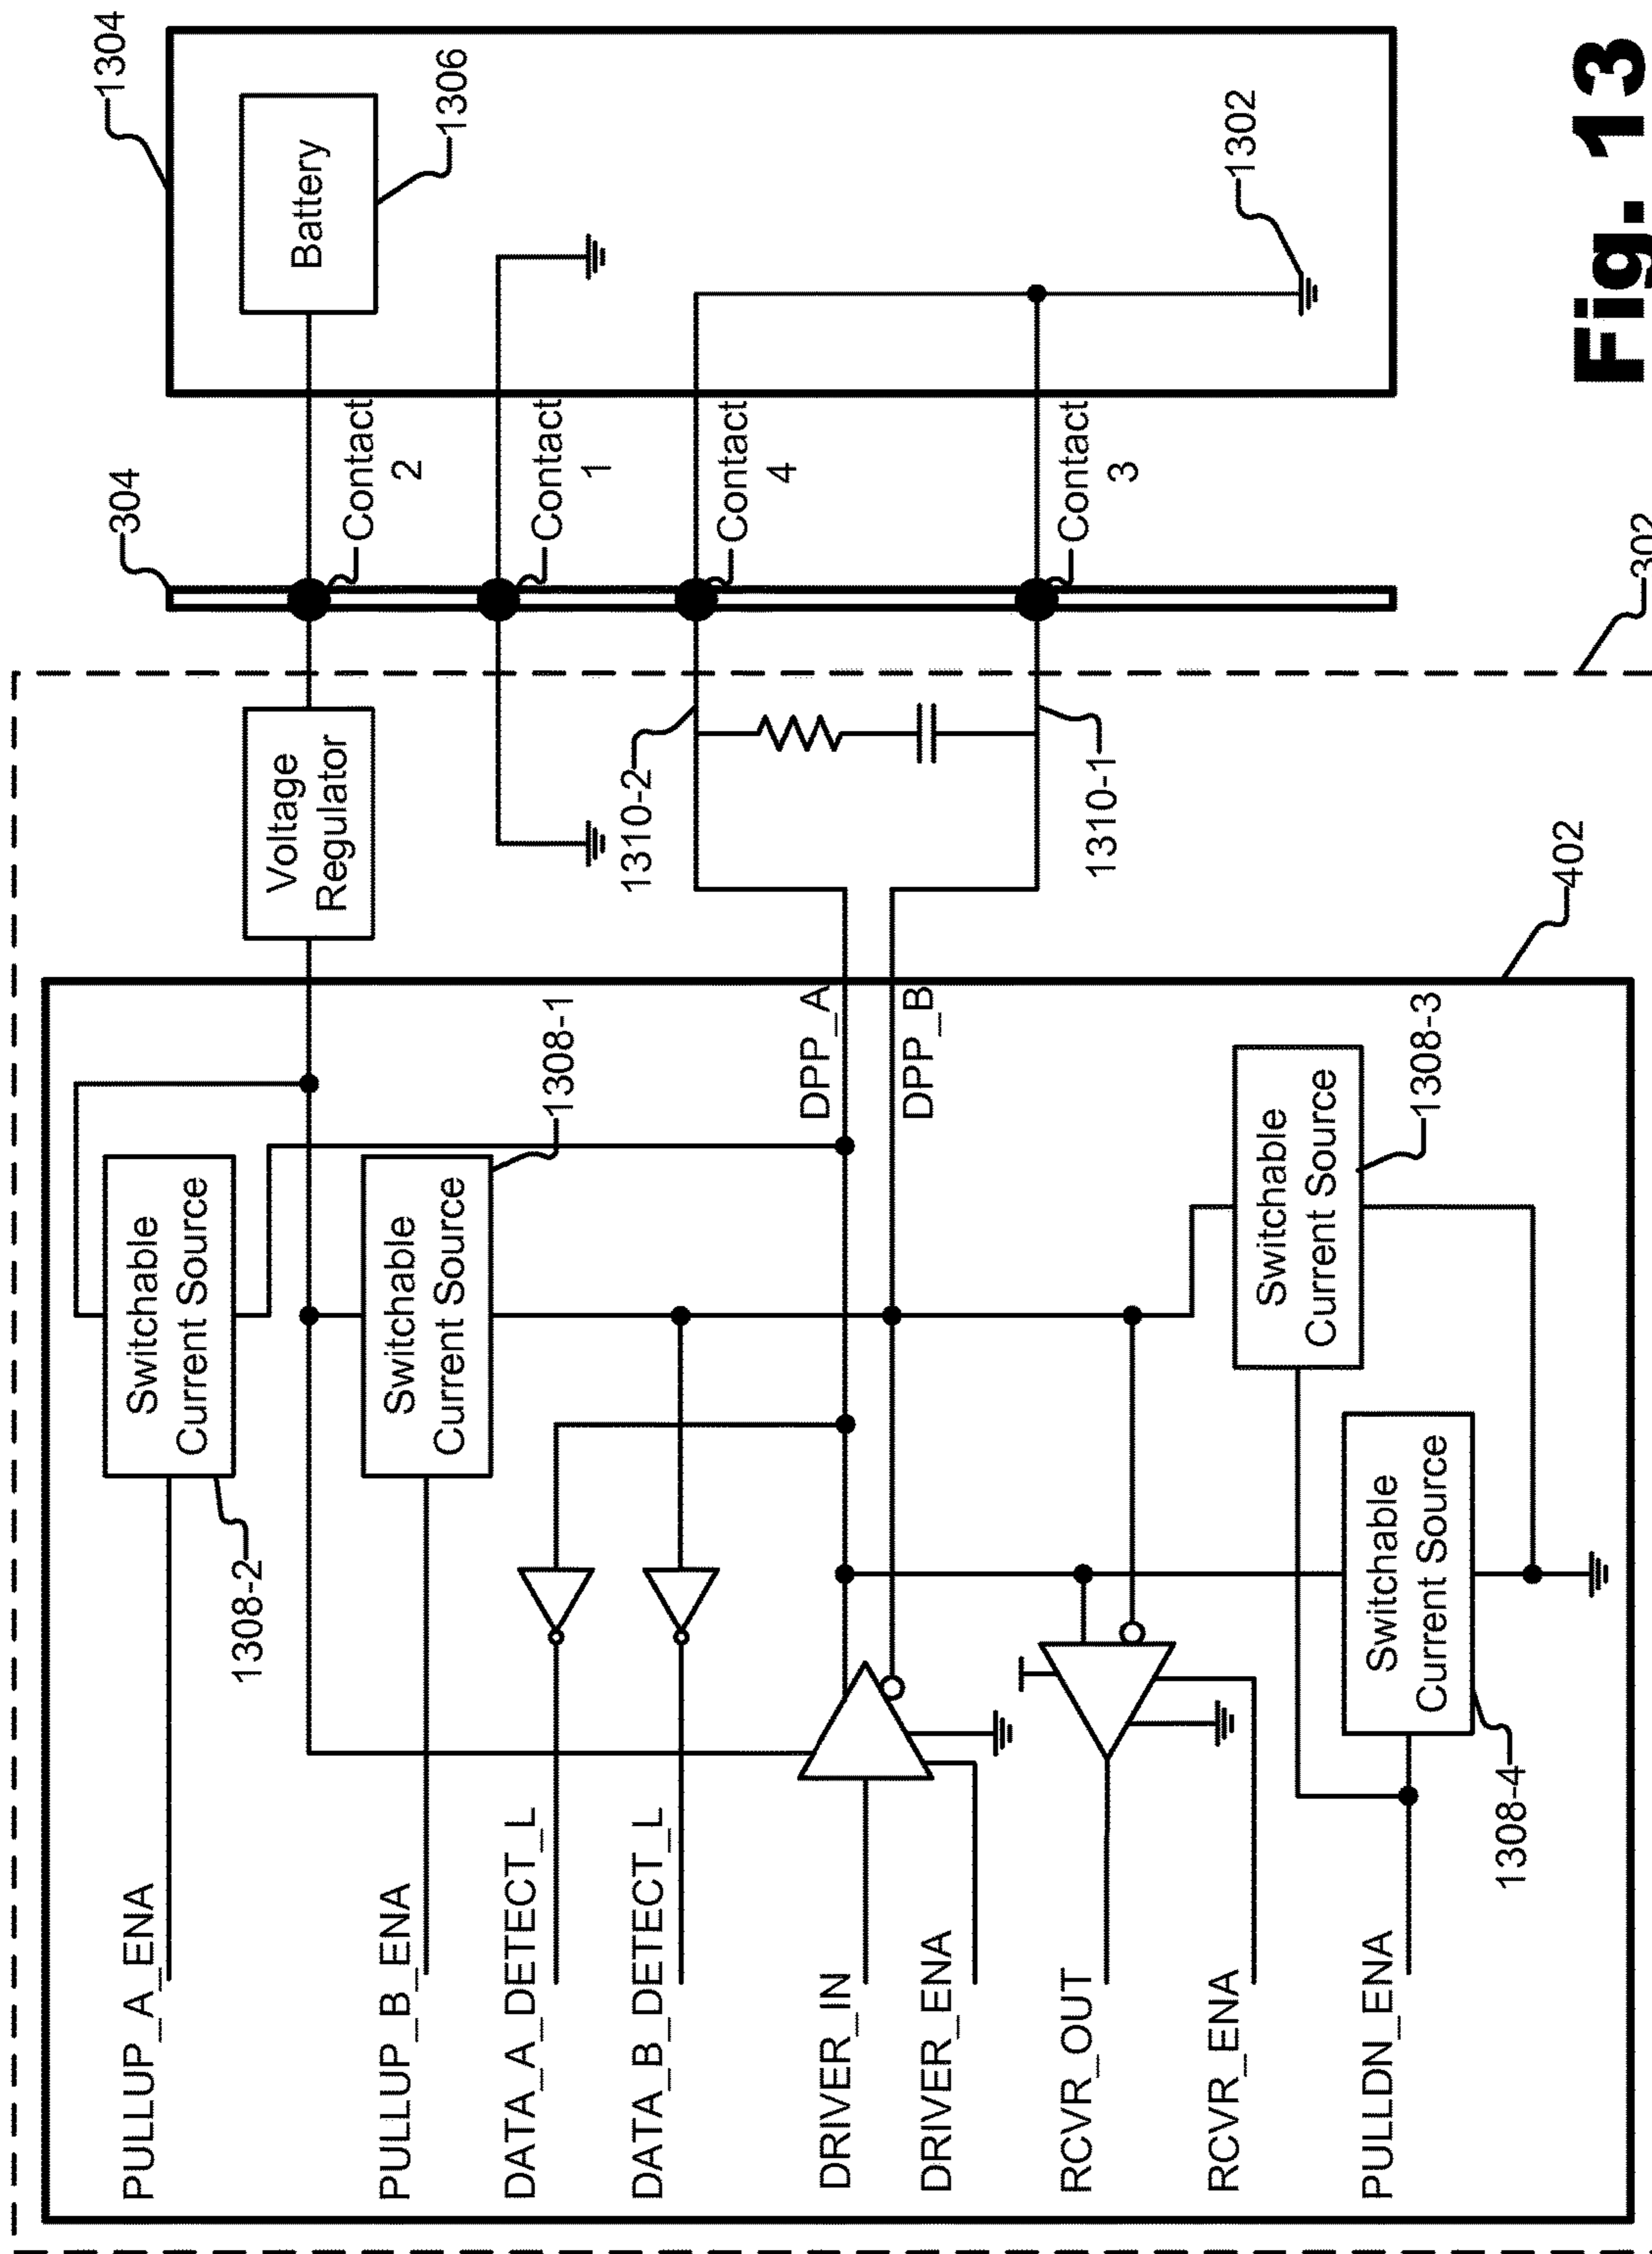 PULLUP_A_ENA
PULLUP_B_ENA
DATA_A_DETECT_L
DATA_B_DETECT_L
DRIVER_IN
DRIVER_ENA
RCVR_OUT
RCVR_ENA
PULLDN_ENA
1308-2
Switchable
Current Source
Switchable
Current Source
1308-1
1308-4
Switchable
Current Source
Switchable
Current Source
1308-3
DPP_A
DPP_B
402
Voltage
Regulator
1310-2
1310-1
302
304
Contact
2
Contact
1
Contact
4
Contact
3
1304
Battery
1306
1302
Fig. 13